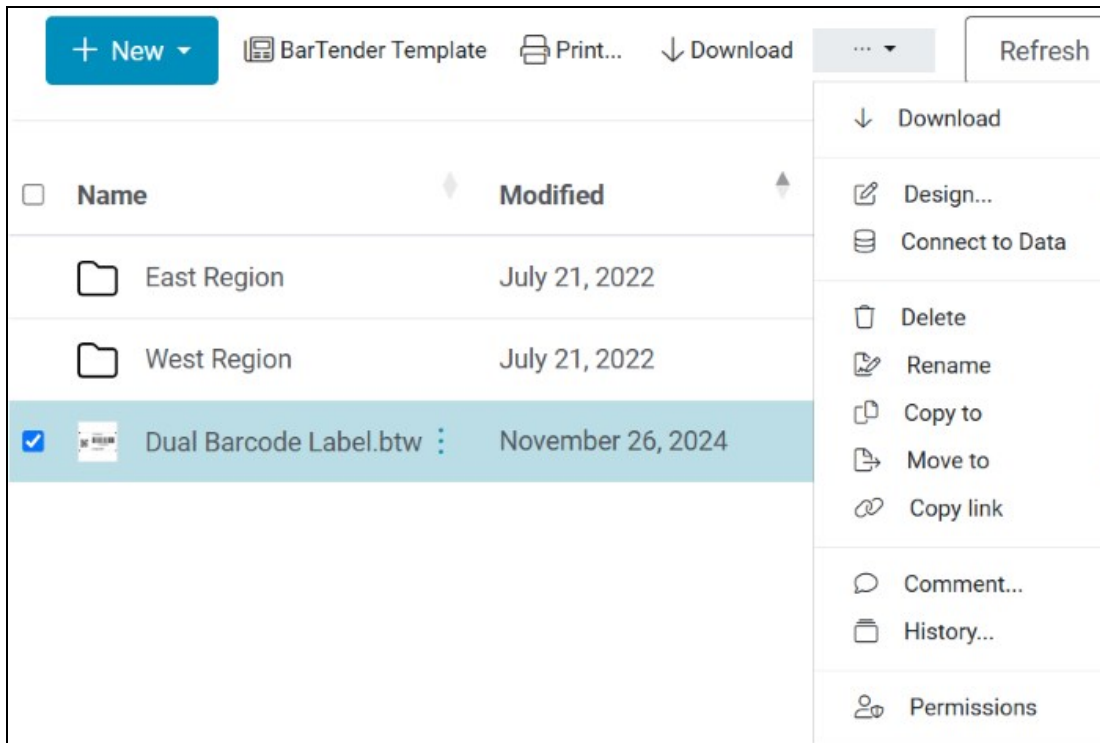 + New BarTender Template Print... Download ... Refresh
Download
Name Modified
Design...
Connect to Data
East Region July 21, 2022
Delete
West Region July 21, 2022
Rename
Copy to
Dual Barcode Label.btw November 26, 2024
Move to
Copy link
Comment...
History...
Permissions